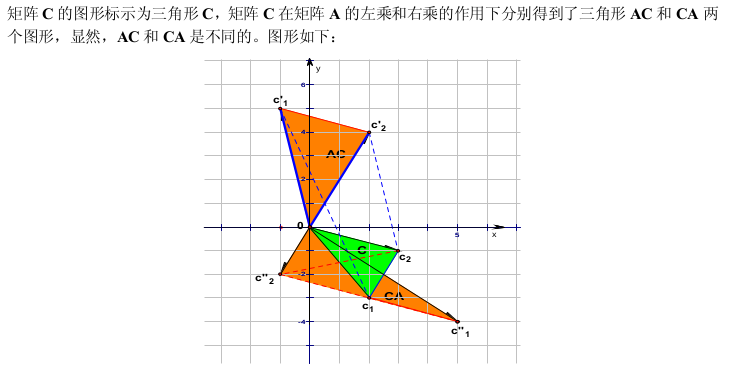 矩阵 C 的图形标示为三角形 C，矩阵 C 在矩阵 A 的左乘和右乘的作用下分别得到了三角形 AC 和 CA 两
个图形，显然，AC 和 CA 是不同的。图形如下：
y
6
c'1
c'2
4
AC
2
0
5
x
C
c2
-2
c''2
CA
c1
-4
c''1